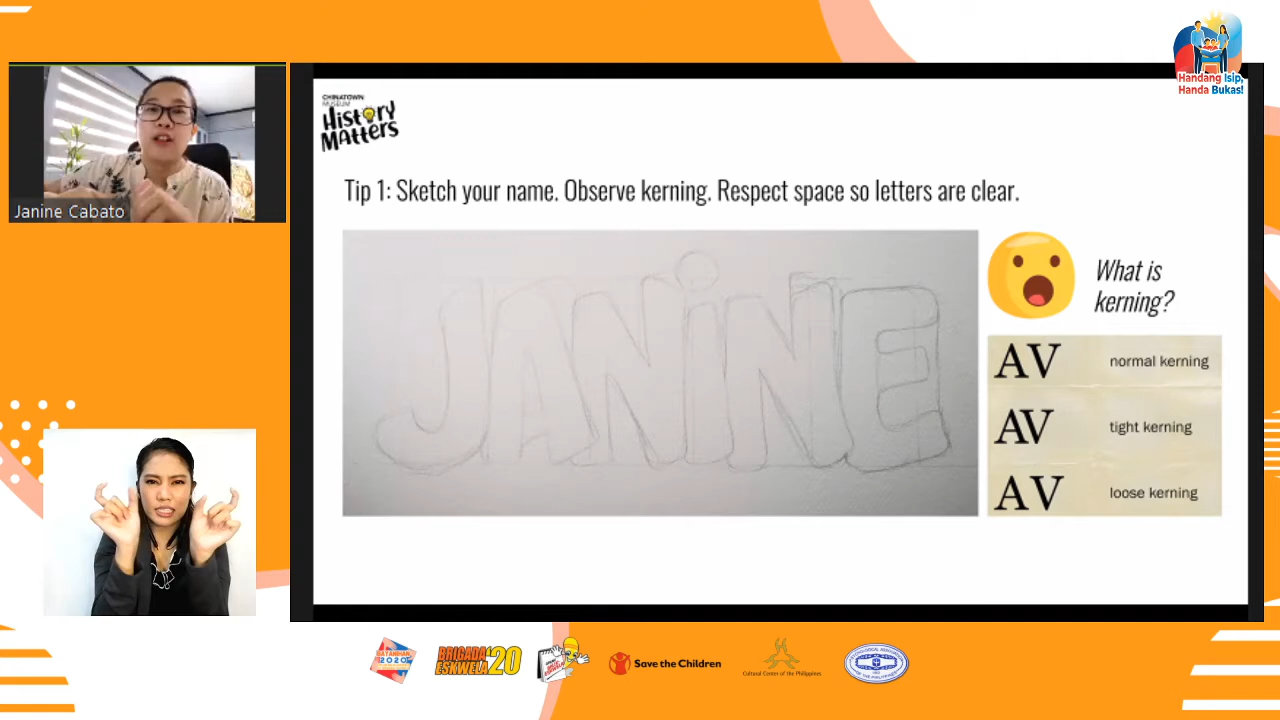 Handang Isip,
Handa Bukas!
Janine Cabato
CHINATOWN
MUSEUM
History
Matters
Tip 1: Sketch your name. Observe kerning. Respect space so letters are clear.
JANiNE
What is
kerning?
AV normal kerning
AV tight kerning
AV loose kerning
BATANGHAN
2020
BRIGADA
ESKWELA '20
Save the Children
Cultural Center of the Philippines